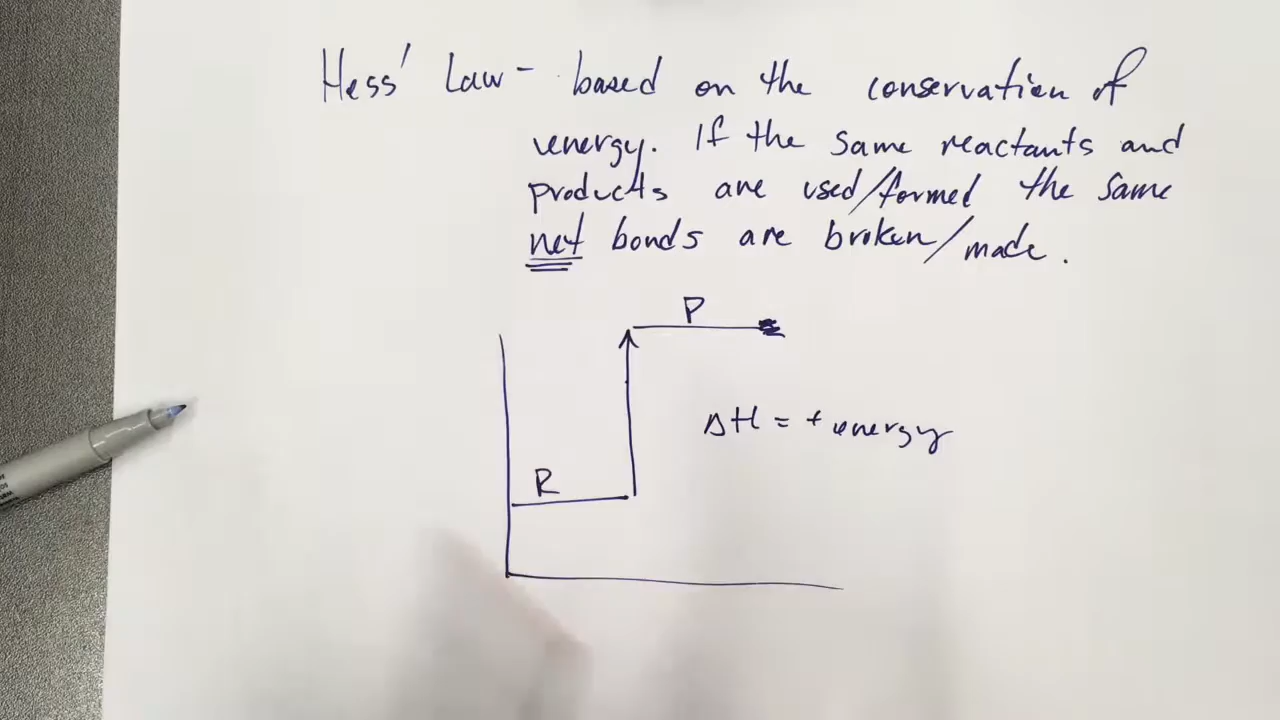 Hess' Law - based on the conservation of
energy. If the same reactants and
products are used/formed the same
net bonds are broken/made.
P
ΔH = + energy
R